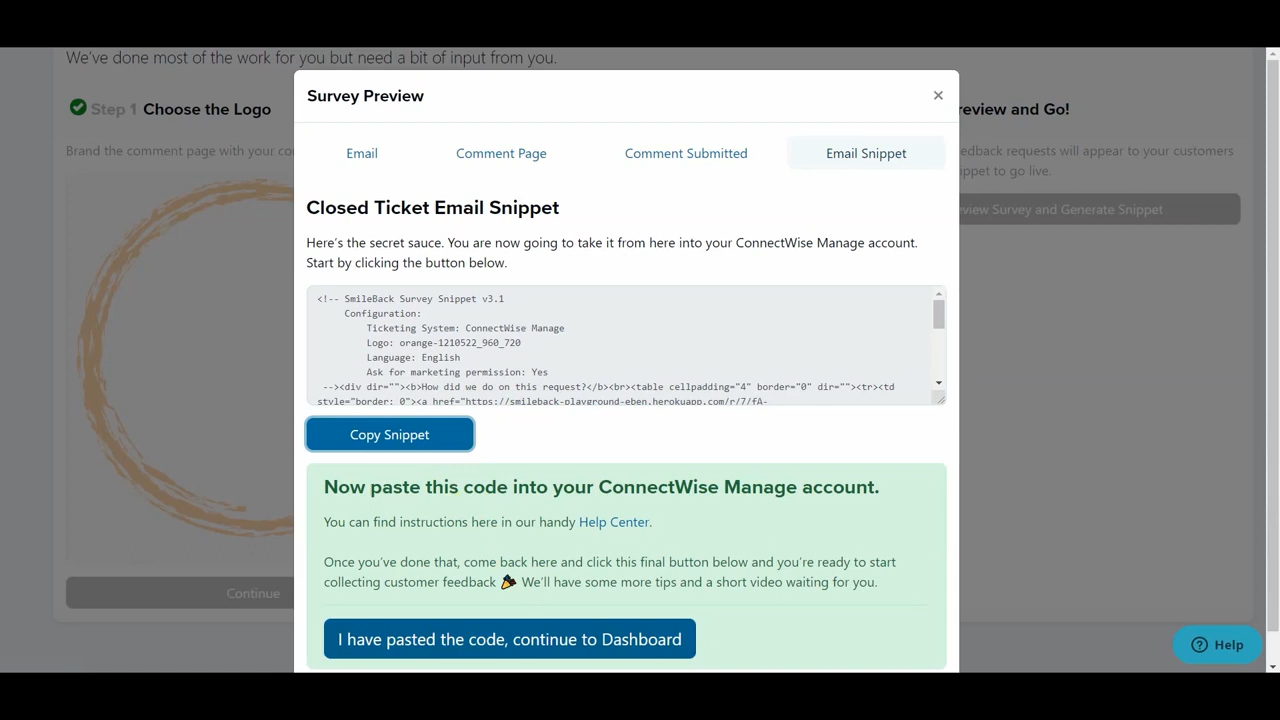 We've done most of the work for you but need a bit of input from you.
Step 1 Choose the Logo
Brand the comment page with your
Continue
Survey Preview
×
Email
Comment Page
Comment Submitted
Email Snippet
Closed Ticket Email Snippet
Here's the secret sauce. You are now going to take it from here into your ConnectWise Manage account.
Start by clicking the button below.
<!-- SmileBack Survey Snippet v3.1
Configuration:
Ticketing System: ConnectWise Manage
Logo: orange-1210522_960_720
Language: English
Ask for marketing permission: Yes
--><div dir=""><b>How did we do on this request?</b><br><table cellpadding="4" border="0" dir=""><tr><td
style="border: 0"><a href="https://smileback-playground-eben.herokuapp.com/r/7/fA-
Copy Snippet
Now paste this code into your ConnectWise Manage account.
You can find instructions here in our handy Help Center.
Once you've done that, come back here and click this final button below and you're ready to start
collecting customer feedback 🎉 We'll have some more tips and a short video waiting for you.
I have pasted the code, continue to Dashboard
and Go!
requests will appear to your customers
to go live.
Survey and Generate Snippet
Help